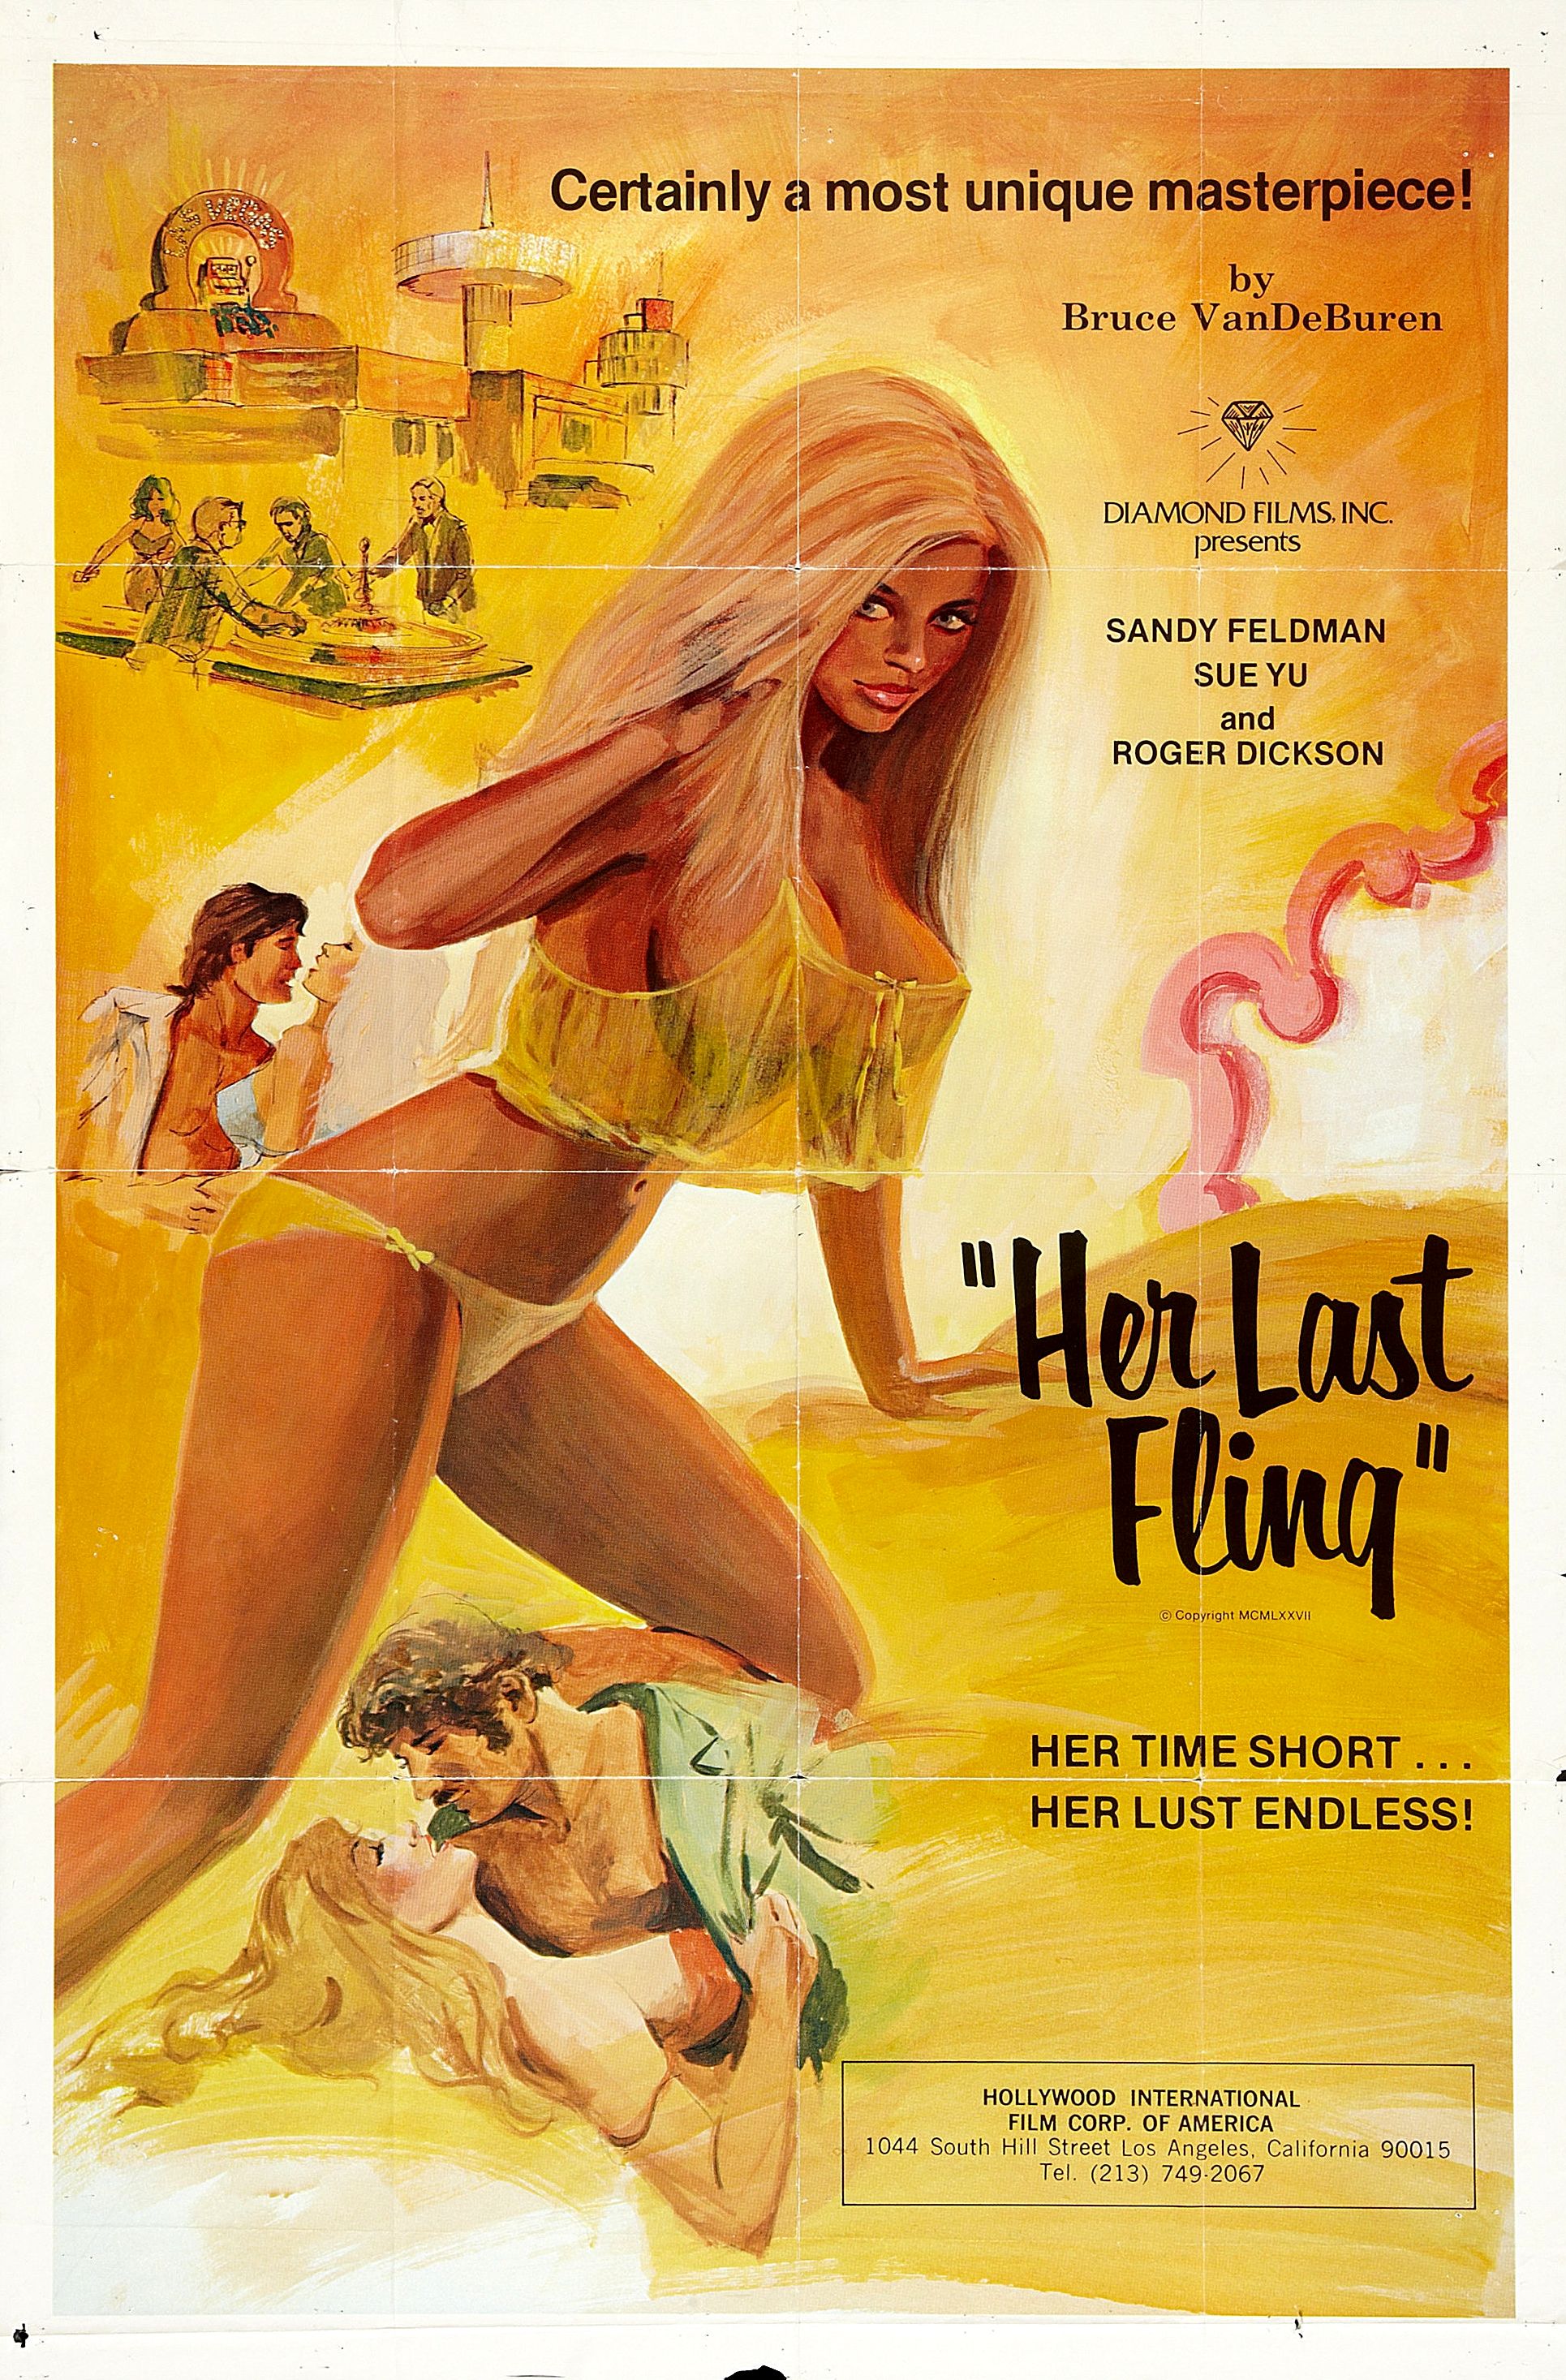 Certainly a most unique masterpiece!
by
Bruce VanDeBuren
LAS VEGAS
DIAMOND FILMS, INC.
presents
SANDY FELDMAN
SUE YU
and
ROGER DICKSON
"Her Last
Fling"
© Copyright MCMLXXVII
HER TIME SHORT . . .
HER LUST ENDLESS!
HOLLYWOOD INTERNATIONAL
FILM CORP. OF AMERICA
1044 South Hill Street Los Angeles, California 90015
Tel. (213) 749-2067